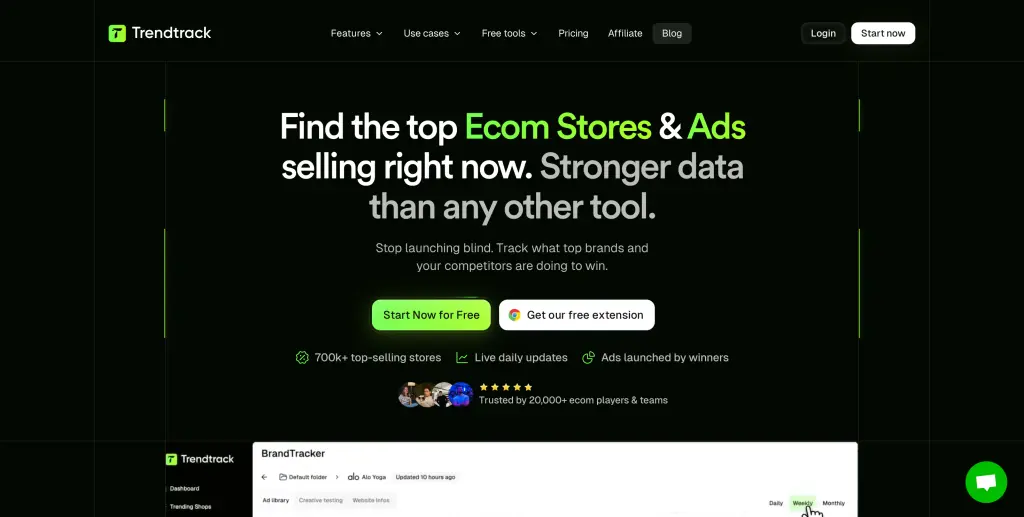 Trendtrack
Features
Use cases
Free tools
Pricing
Affiliate
Blog
Login
Start now
Find the top Ecom Stores & Ads
selling right now. Stronger data
than any other tool.
Stop launching blind. Track what top brands and
your competitors are doing to win.
Start Now for Free
Get our free extension
700k+ top-selling stores
Live daily updates
Ads launched by winners
Trusted by 20,000+ ecom players & teams
Trendtrack
BrandTracker
Default folder
alo
Alo Yoga
Updated 10 hours ago
Dashboard
Ad library
Creative testing
Website Infos
Daily
Weekly
Monthly
Trending Shops